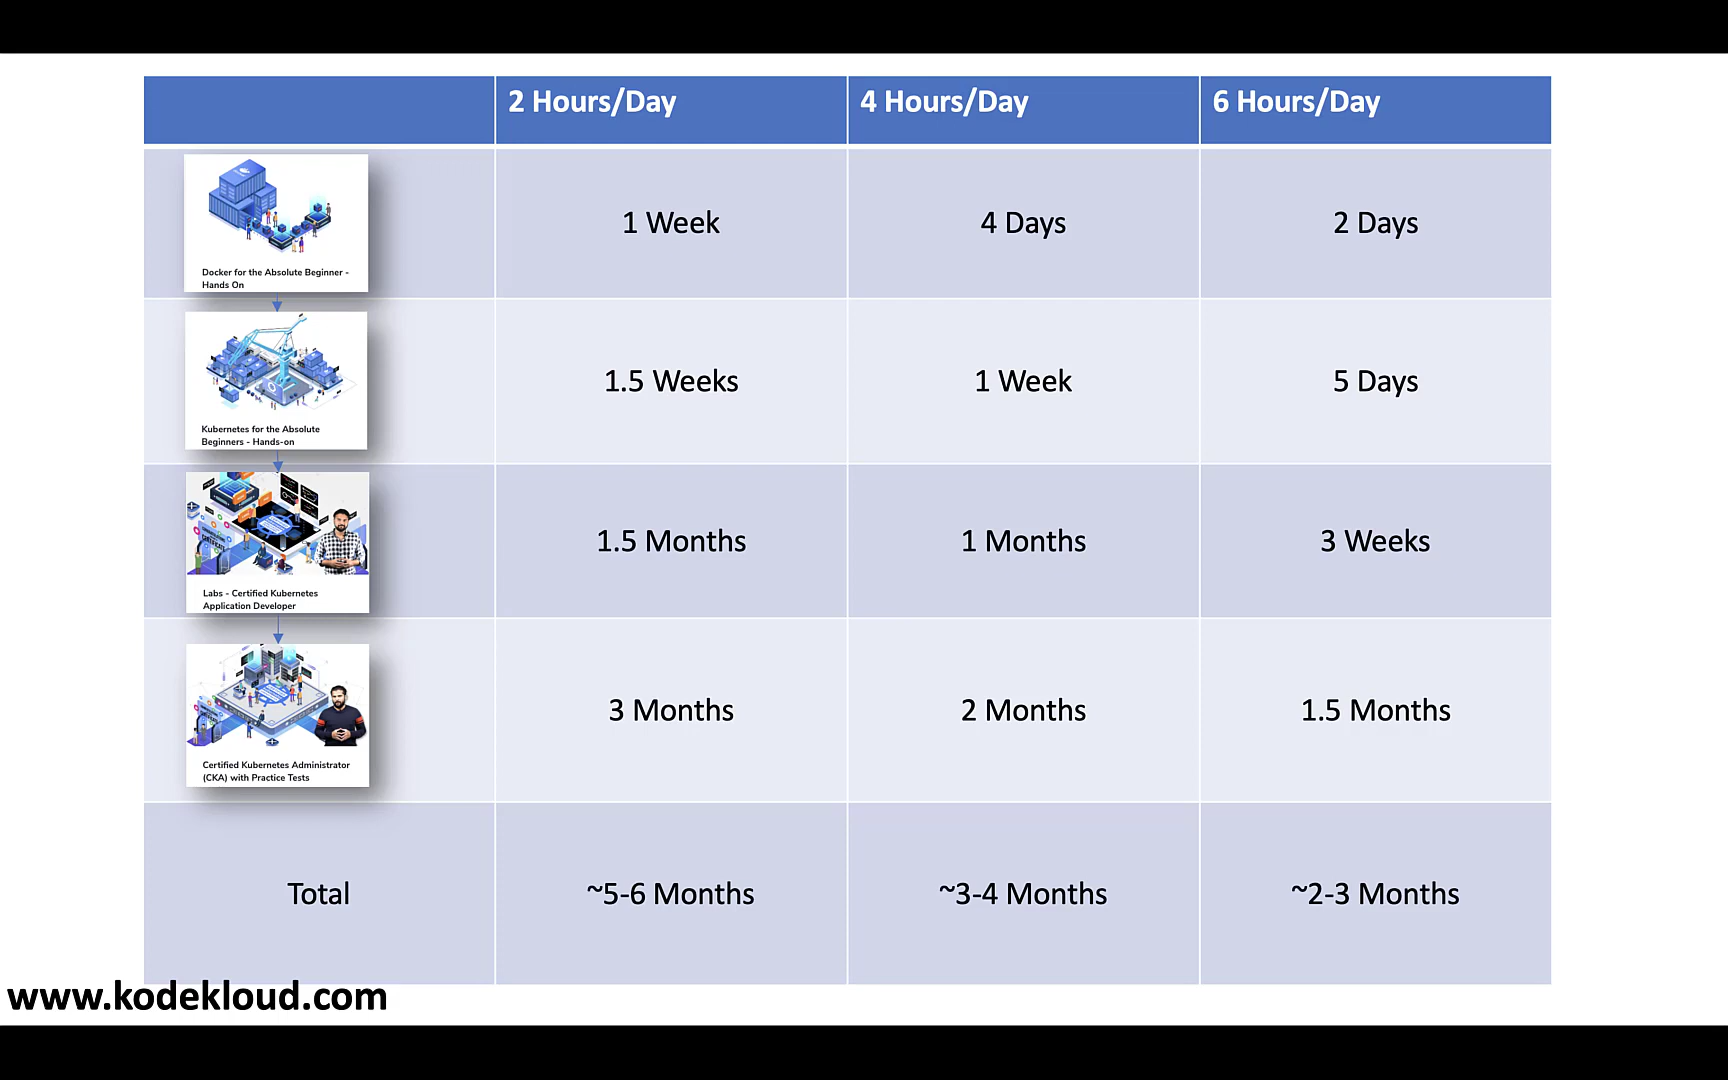 2 Hours/Day
4 Hours/Day
6 Hours/Day
Docker for the Absolute Beginner -
Hands On
1 Week
4 Days
2 Days
Kubernetes for the Absolute
Beginners - Hands-on
1.5 Weeks
1 Week
5 Days
Labs - Certified Kubernetes
Application Developer
1.5 Months
1 Months
3 Weeks
Certified Kubernetes Administrator
(CKA) with Practice Tests
3 Months
2 Months
1.5 Months
Total
~5-6 Months
~3-4 Months
~2-3 Months
www.kodekloud.com